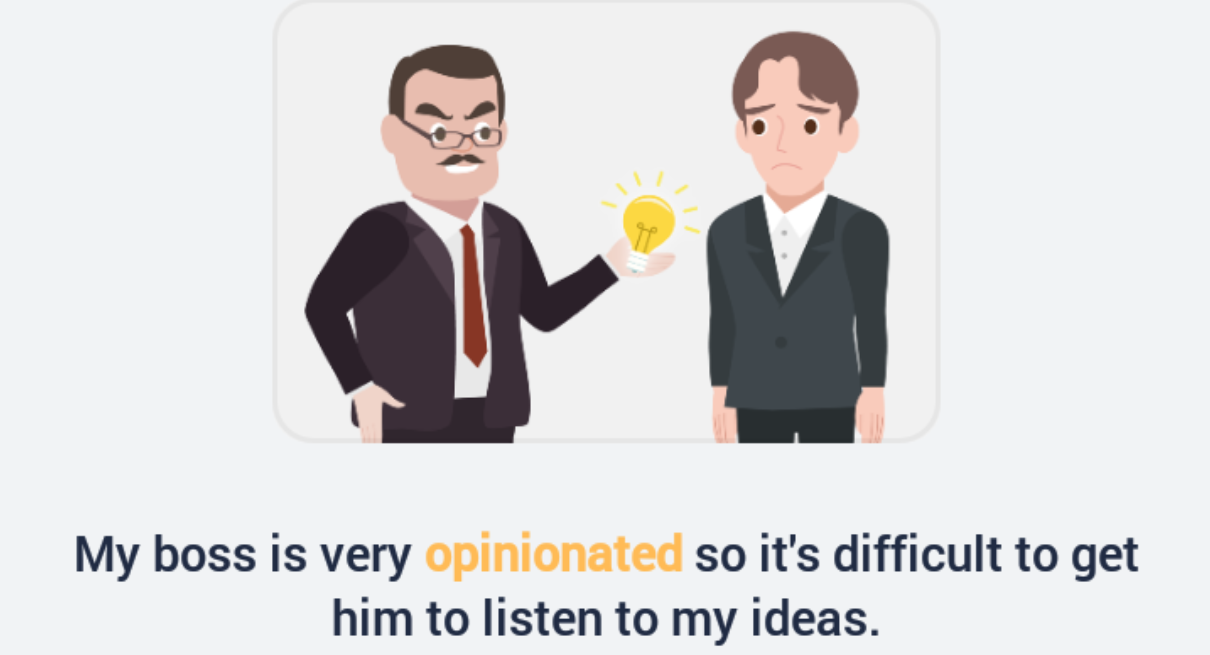 My boss is very opinionated so it's difficult to get
him to listen to my ideas.